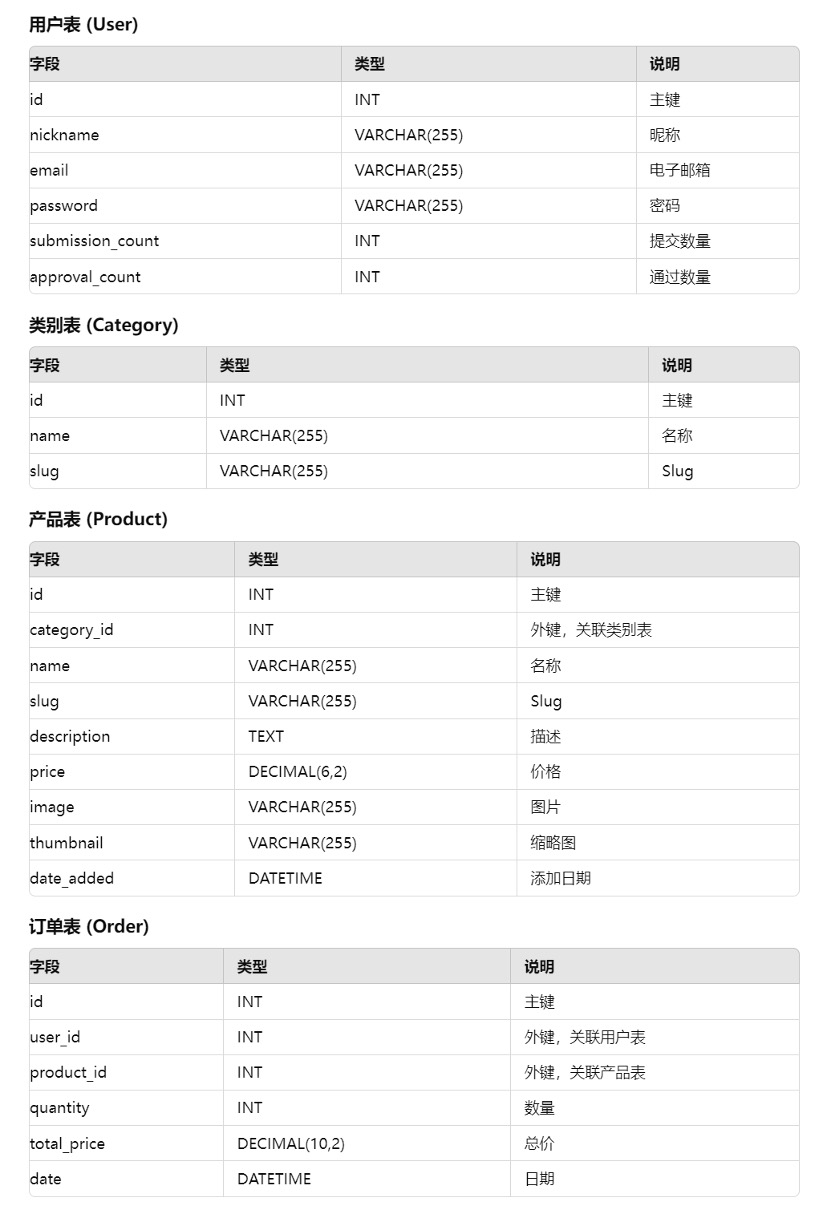 用户表 (User)
字段 类型 说明
id INT 主键
nickname VARCHAR(255) 昵称
email VARCHAR(255) 电子邮箱
password VARCHAR(255) 密码
submission_count INT 提交数量
approval_count INT 通过数量
类别表 (Category)
字段 类型 说明
id INT 主键
name VARCHAR(255) 名称
slug VARCHAR(255) Slug
产品表 (Product)
字段 类型 说明
id INT 主键
category_id INT 外键，关联类别表
name VARCHAR(255) 名称
slug VARCHAR(255) Slug
description TEXT 描述
price DECIMAL(6,2) 价格
image VARCHAR(255) 图片
thumbnail VARCHAR(255) 缩略图
date_added DATETIME 添加日期
订单表 (Order)
字段 类型 说明
id INT 主键
user_id INT 外键，关联用户表
product_id INT 外键，关联产品表
quantity INT 数量
total_price DECIMAL(10,2) 总价
date DATETIME 日期